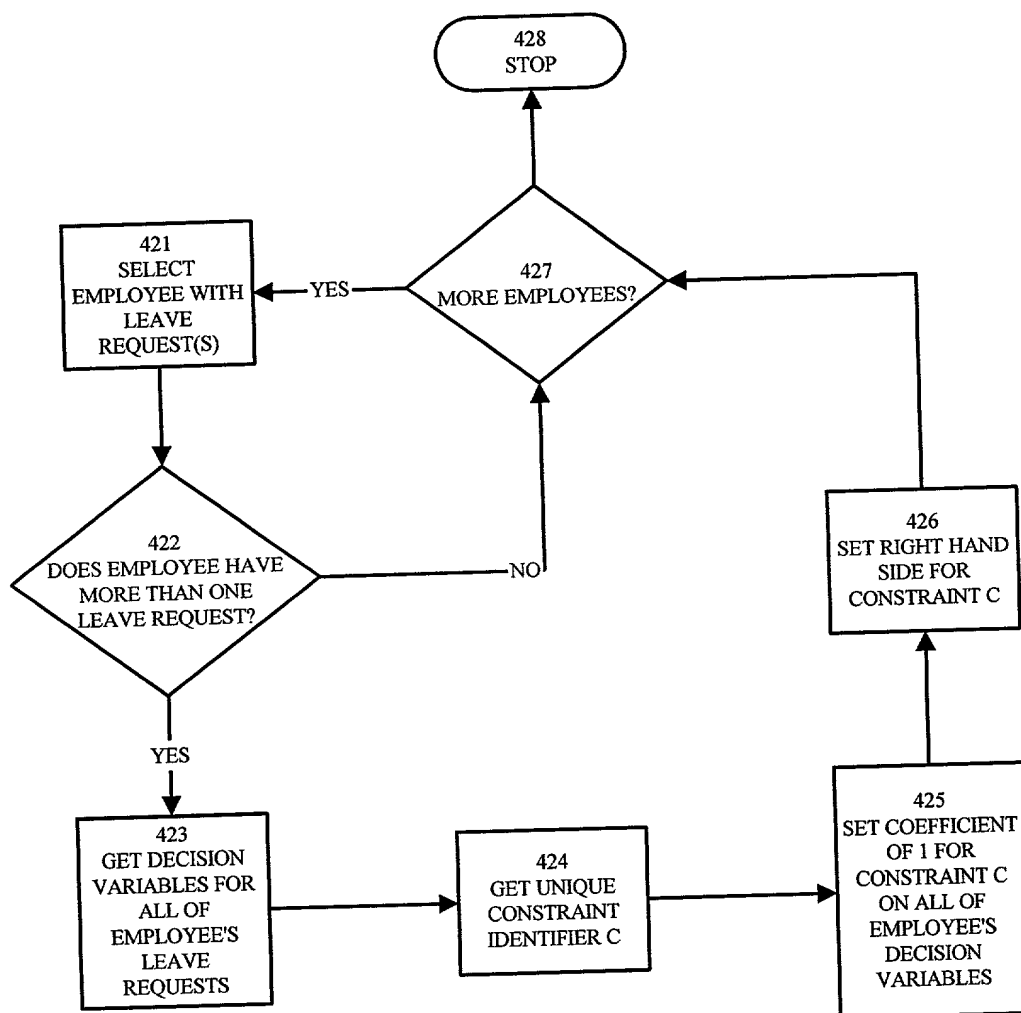 428
STOP
427
MORE EMPLOYEES?
YES
421
SELECT
EMPLOYEE WITH
LEAVE
REQUEST(S)
422
DOES EMPLOYEE HAVE
MORE THAN ONE
LEAVE REQUEST?
NO
YES
423
GET DECISION
VARIABLES FOR
ALL OF
EMPLOYEE'S
LEAVE
REQUESTS
424
GET UNIQUE
CONSTRAINT
IDENTIFIER C
425
SET COEFFICIENT
OF 1 FOR
CONSTRAINT C
ON ALL OF
EMPLOYEE'S
DECISION
VARIABLES
426
SET RIGHT HAND
SIDE FOR
CONSTRAINT C